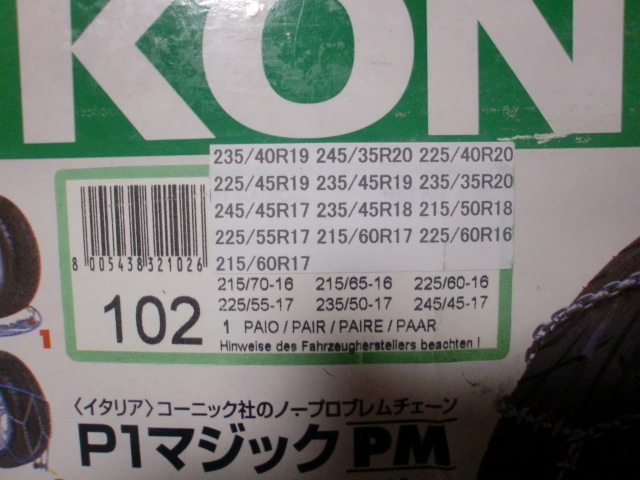 KON
235/40R19 245/35R20 225/40R20
225/45R19 235/45R19 235/35R20
245/45R17 235/45R18 215/50R18
225/55R17 215/60R17 225/60R16
215/60R17
8 005438 321026
102
215/70-16 215/65-16 225/60-16
225/55-17 235/50-17 245/45-17
1 PAIO / PAIR / PAIRE / PAAR
Hinweise des Fahrzeugherstellers beachten !
1
〈イタリア〉コーニック社のノープロブレムチェーン
P1マジック PM